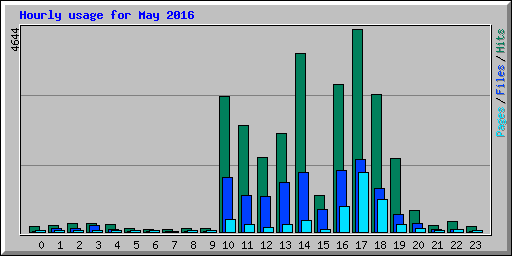 Hourly usage for May 2016
4644
Pages / Files / Hits
0 1 2 3 4 5 6 7 8 9 10 11 12 13 14 15 16 17 18 19 20 21 22 23